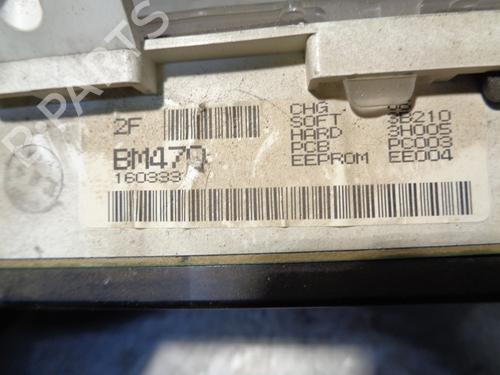 2F
BM470
160333
CHG
SOFT 3B210
HARD 3H005
PCB PC003
EEPROM EE004